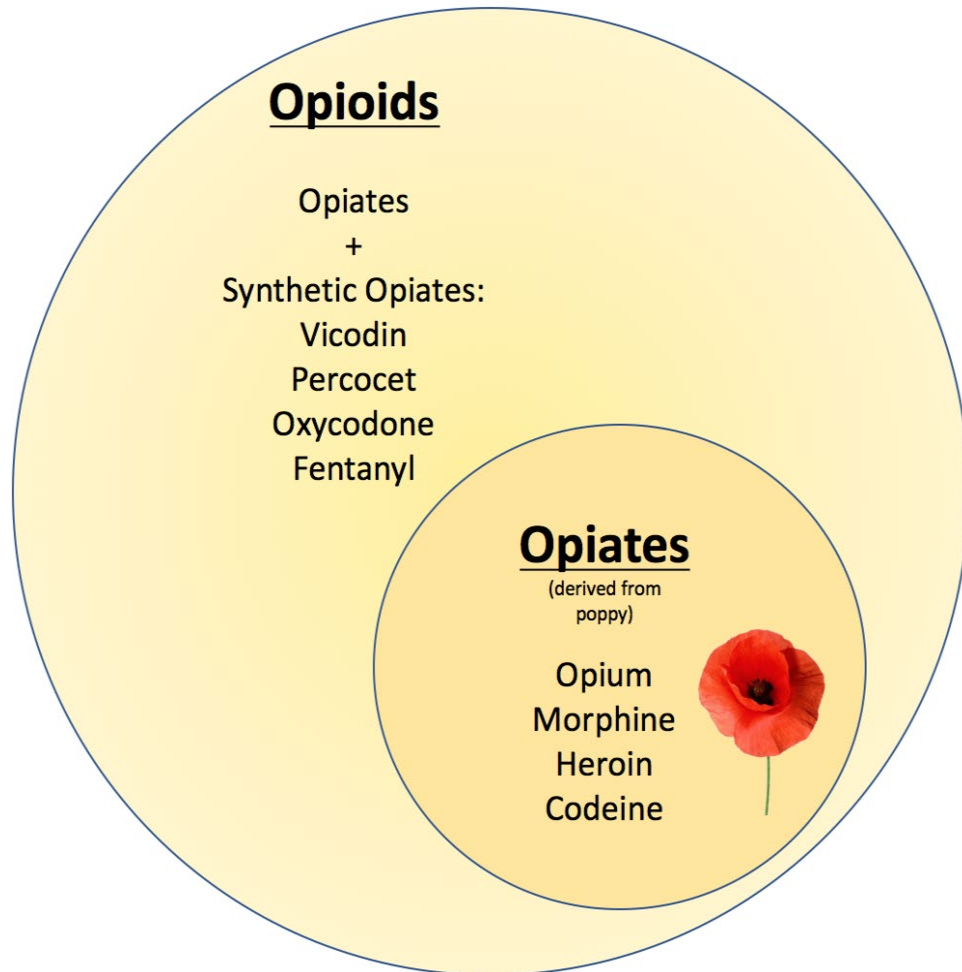 Opioids
Opiates
+
Synthetic Opiates:
Vicodin
Percocet
Oxycodone
Fentanyl
Opiates
(derived from
poppy)
Opium
Morphine
Heroin
Codeine